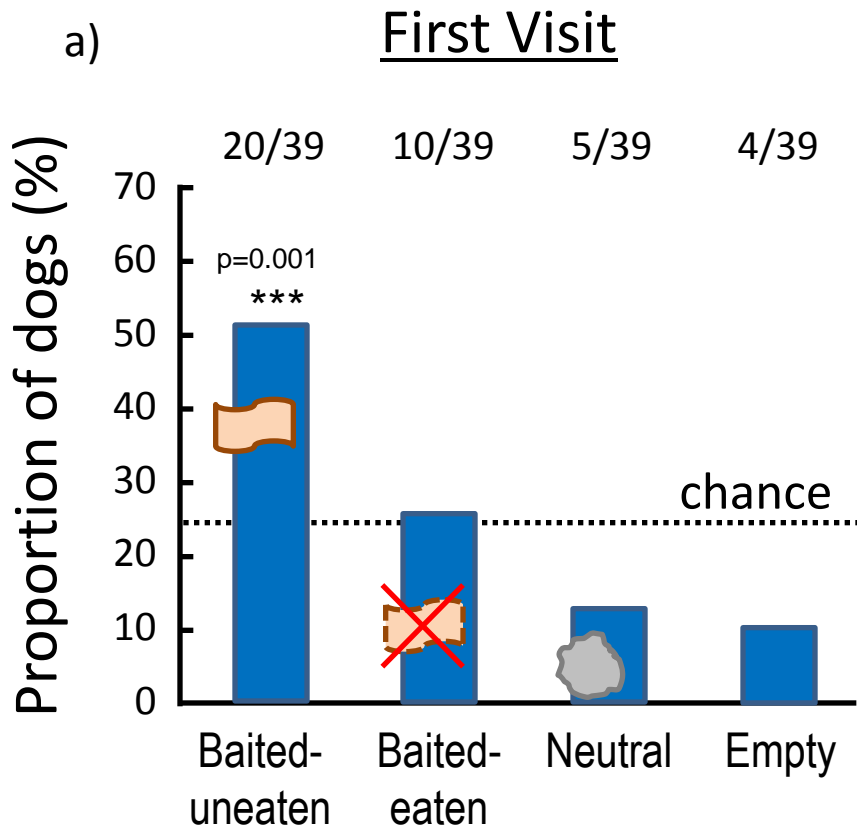 a)
First Visit
20/39 10/39 5/39 4/39
Proportion of dogs (%)
70
60
50
40
30
20
10
0
p=0.001
***
chance
Baited-
uneaten
Baited-
eaten
Neutral
Empty